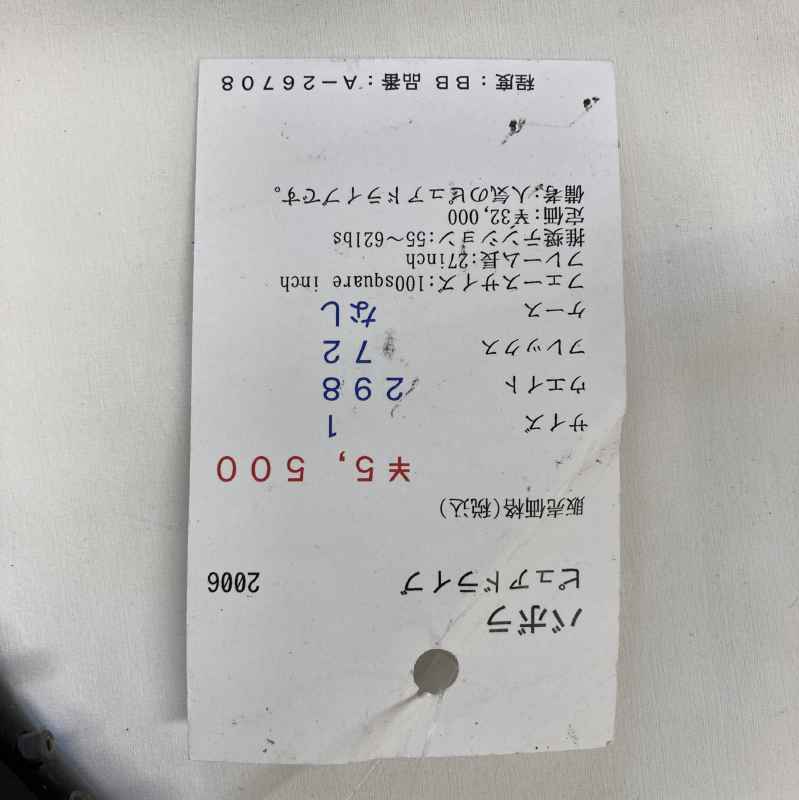 バボラ
ピュアドライブ 2006
販売価格(税込)
¥5,500
サイズ 1
ウエイト 298
フレックス 72
ケース なし
フェースサイズ:100square inch
フレーム長:27inch
推奨テンション:55～62lbs
定価:¥32,000
備考:人気のピュアドライブです。
程度:BB 品番:A－26708